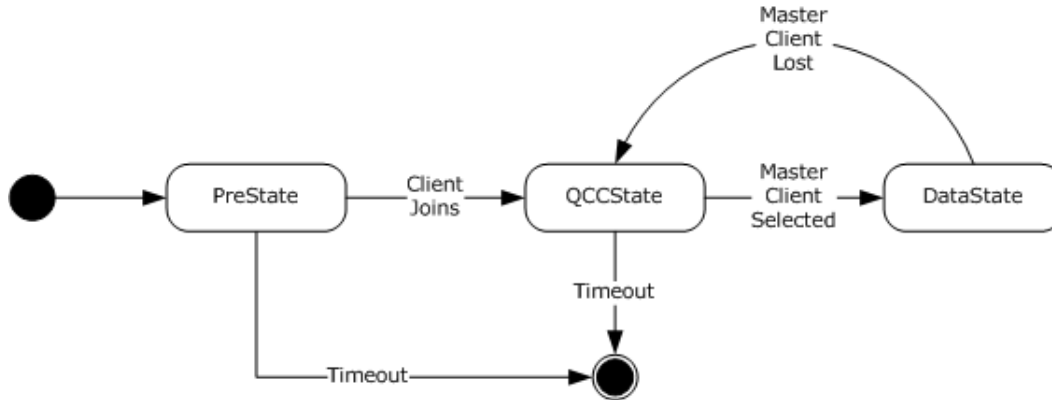 Master
Client
Lost
PreState
Client
Joins
QCCState
Master
Client
Selected
DataState
Timeout
Timeout